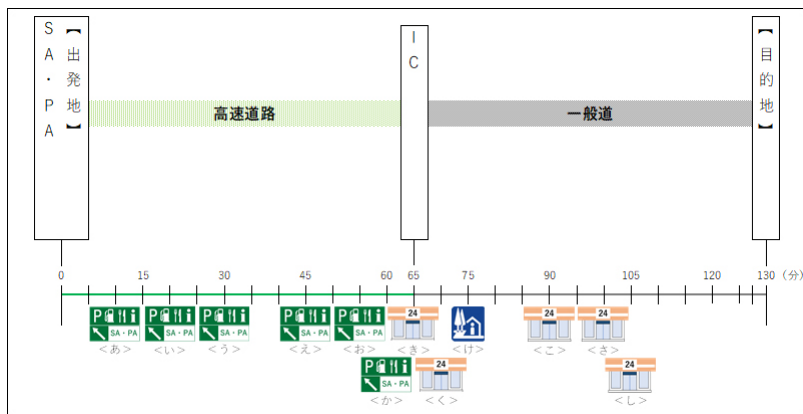 【出発地】
SA・PA
IC
【目的地】
高速道路
一般道
0 15 30 45 60 65 75 90 105 120 130 (分)
P i P i P i P i P i 24 24 24
SA・PA SA・PA SA・PA SA・PA SA・PA
<あ> <い> <う> <え> <お> <き> <け> <こ> <さ>
P i 24 24
SA・PA
<か> <く> <し>